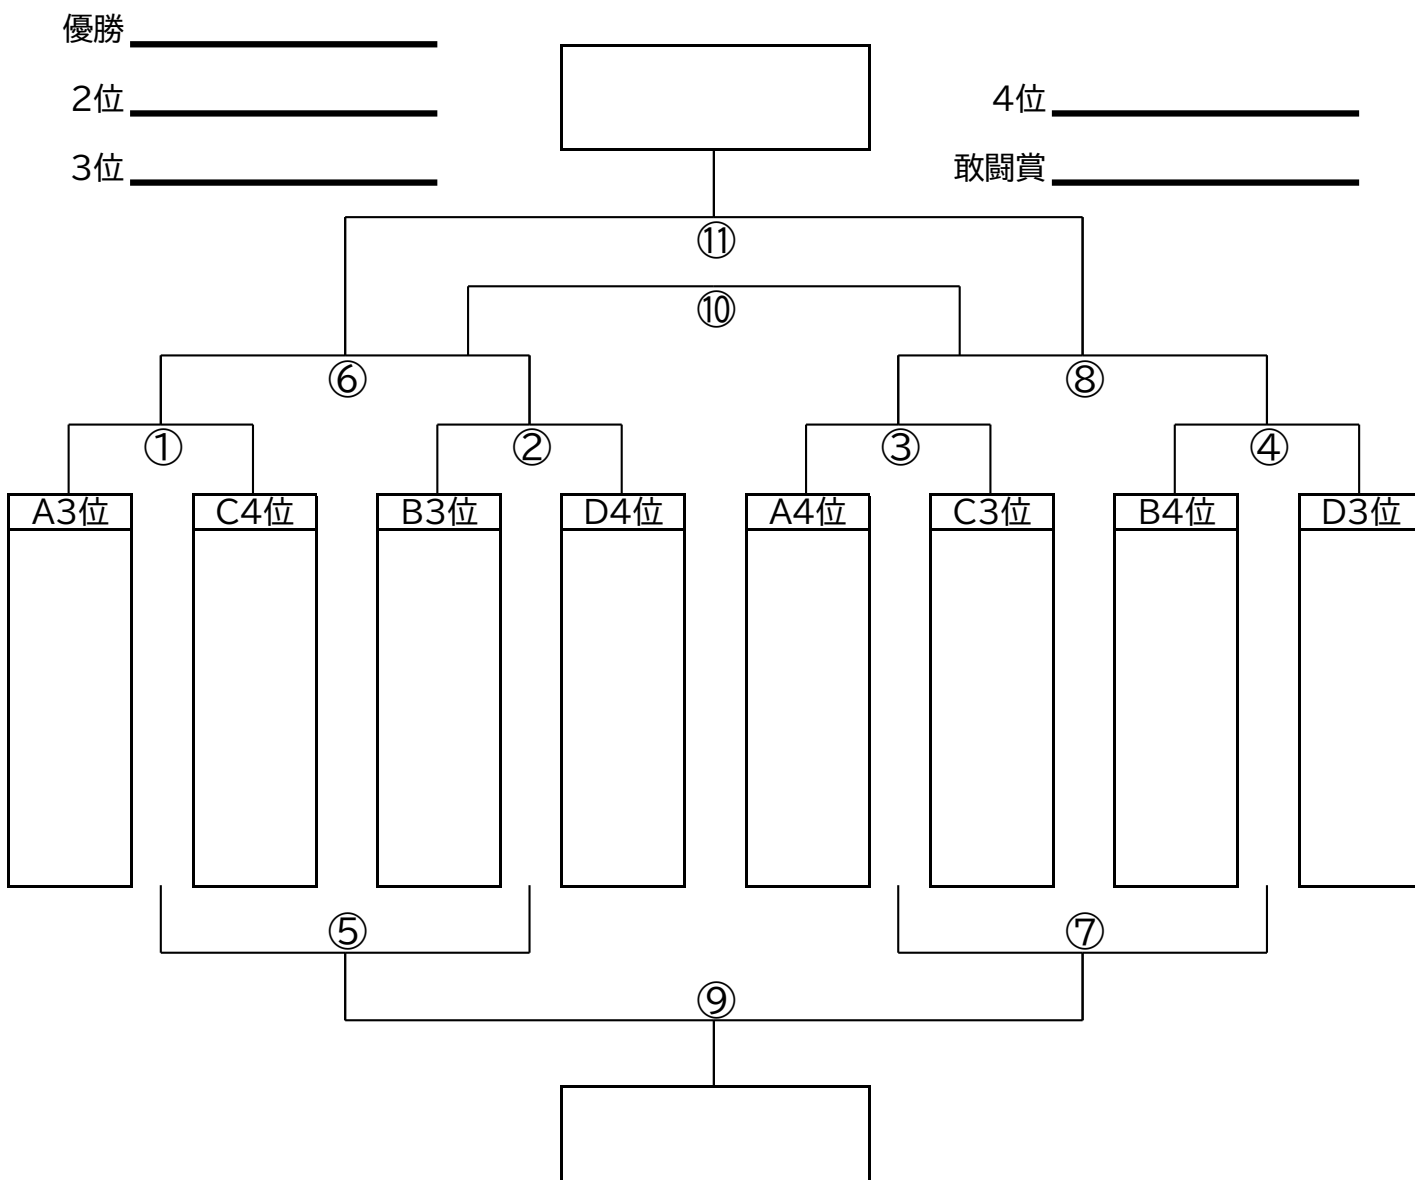 優勝
2位
4位
3位
敢闘賞
⑪
⑩
⑥
⑧
①
②
③
④
A3位
C4位
B3位
D4位
A4位
C3位
B4位
D3位
⑤
⑦
⑨